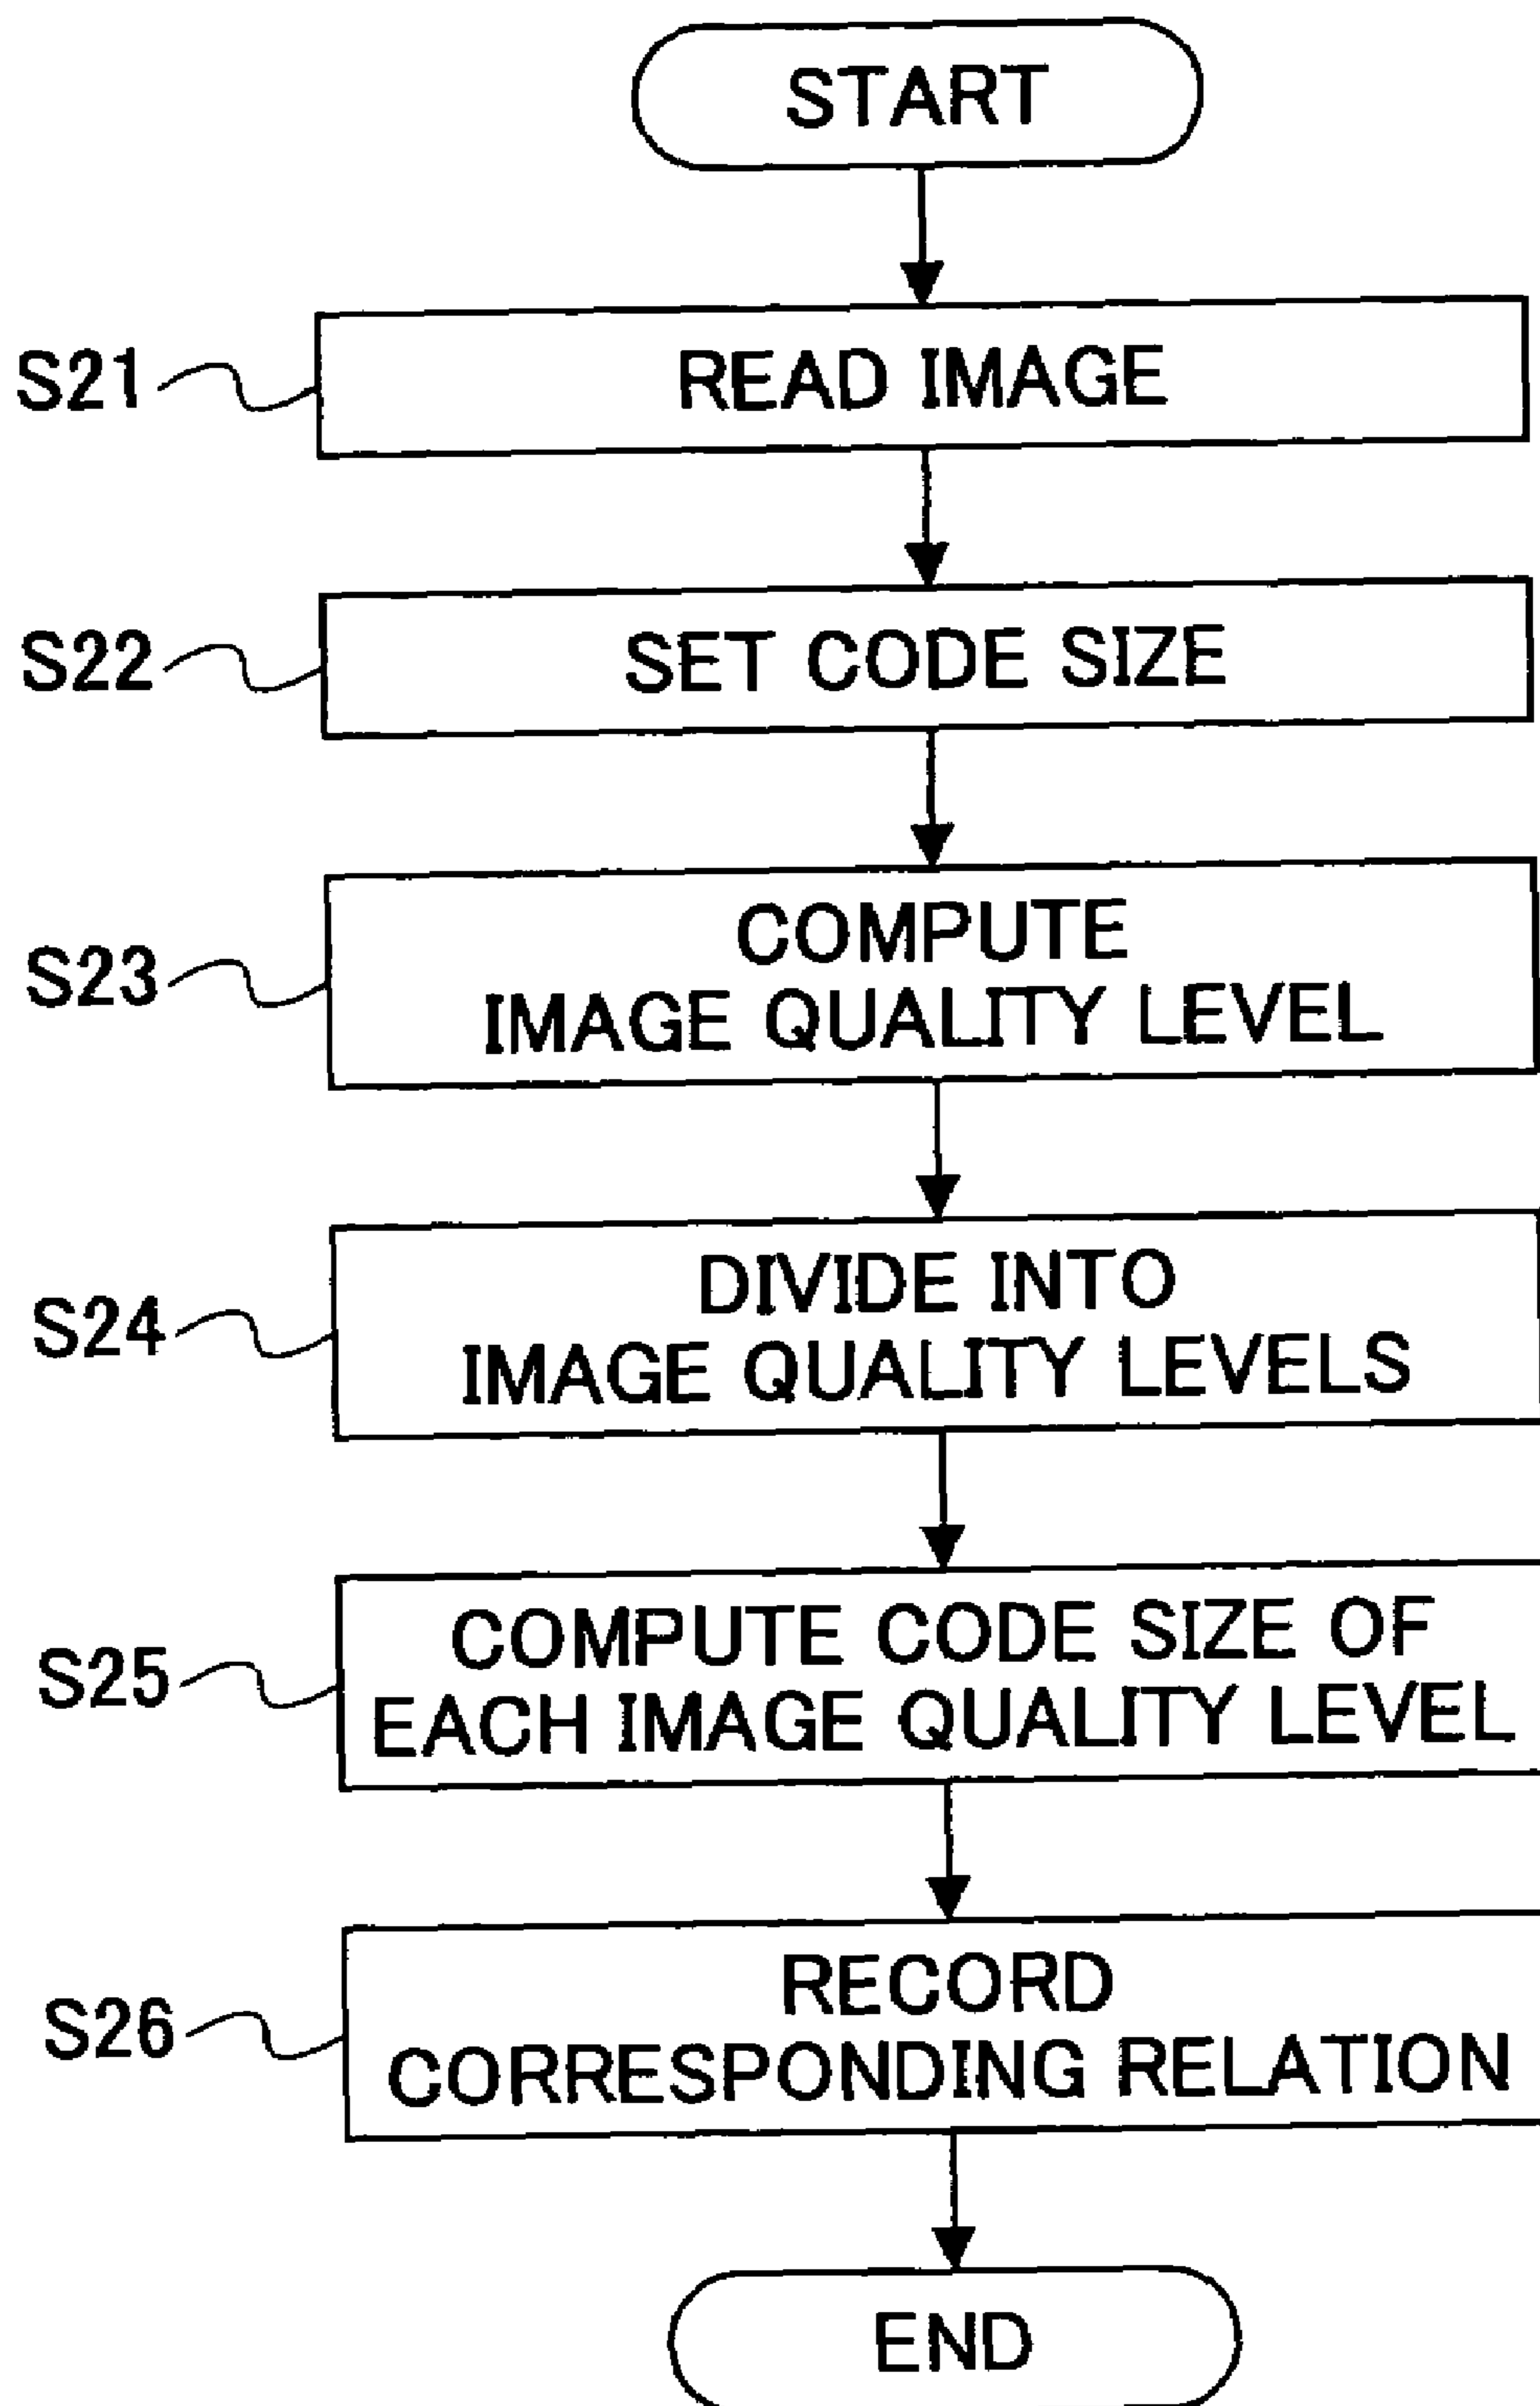 START
S21
READ IMAGE
S22
SET CODE SIZE
S23
COMPUTE
IMAGE QUALITY LEVEL
S24
DIVIDE INTO
IMAGE QUALITY LEVELS
S25
COMPUTE CODE SIZE OF
EACH IMAGE QUALITY LEVEL
S26
RECORD
CORRESPONDING RELATION
END